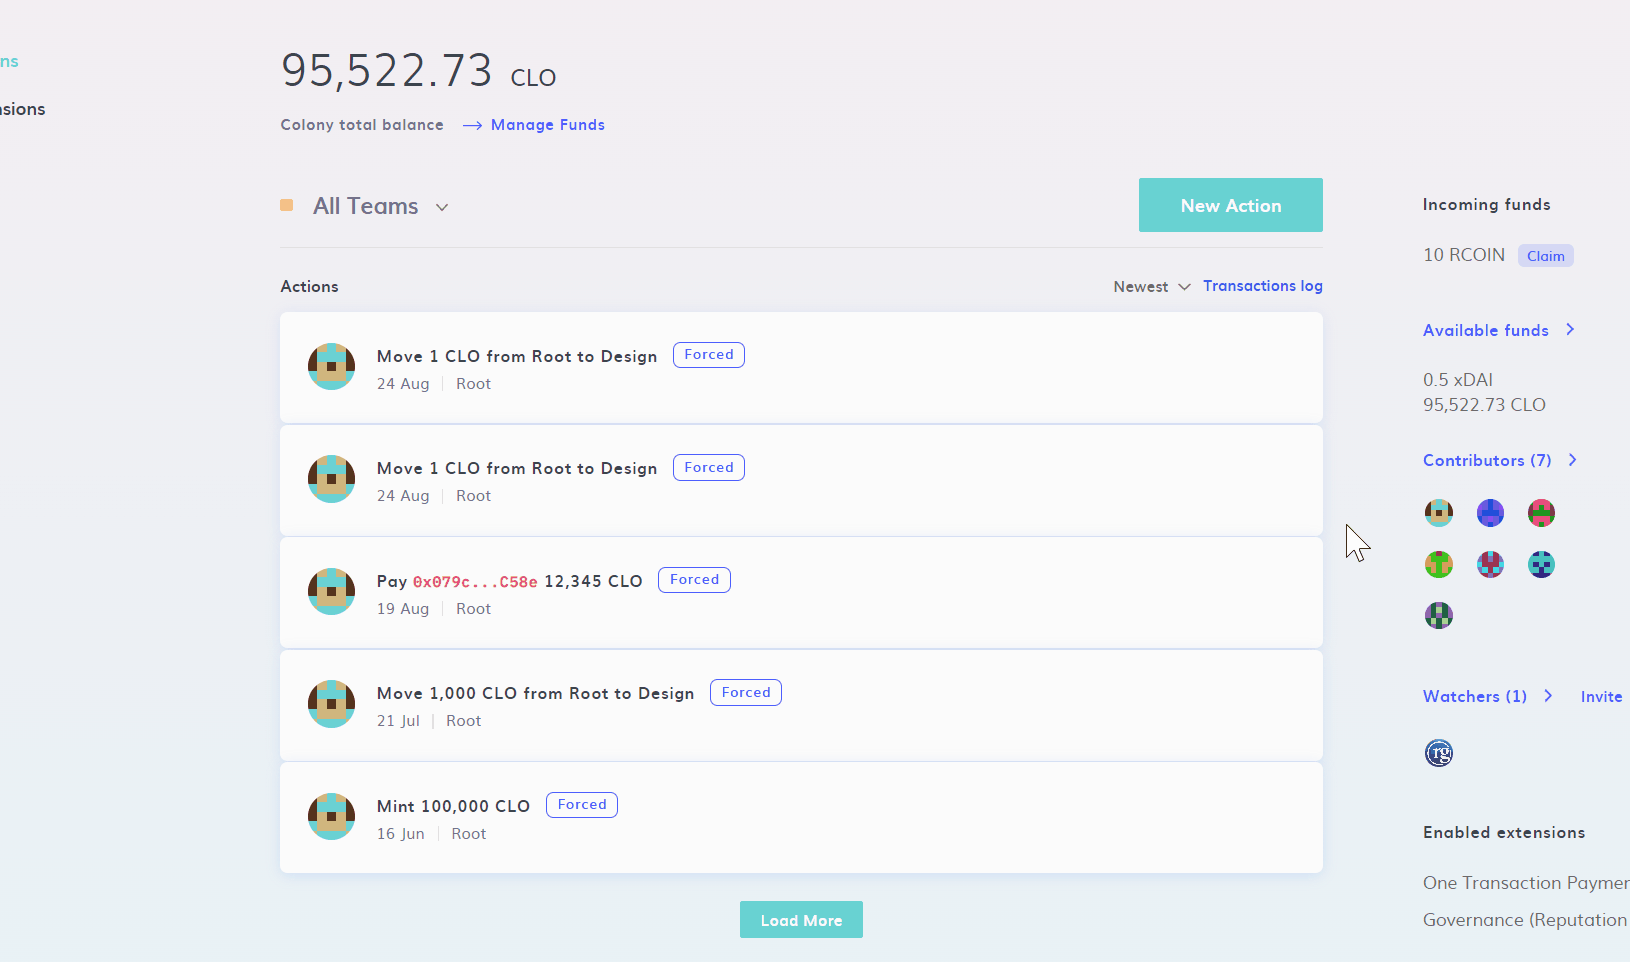 ns
nsions
95,522.73 CLO
Colony total balance → Manage Funds
All Teams
New Action
Actions
Newest Transactions log
Move 1 CLO from Root to Design Forced
24 Aug | Root
Move 1 CLO from Root to Design Forced
24 Aug | Root
Pay 0x079c...C58e 12,345 CLO Forced
19 Aug | Root
Move 1,000 CLO from Root to Design Forced
21 Jul | Root
Mint 100,000 CLO Forced
16 Jun | Root
Load More
Incoming funds
10 RCOIN Claim
Available funds
0.5 xDAI
95,522.73 CLO
Contributors (7)
Watchers (1) Invite
rg
Enabled extensions
One Transaction Paymen
Governance (Reputation